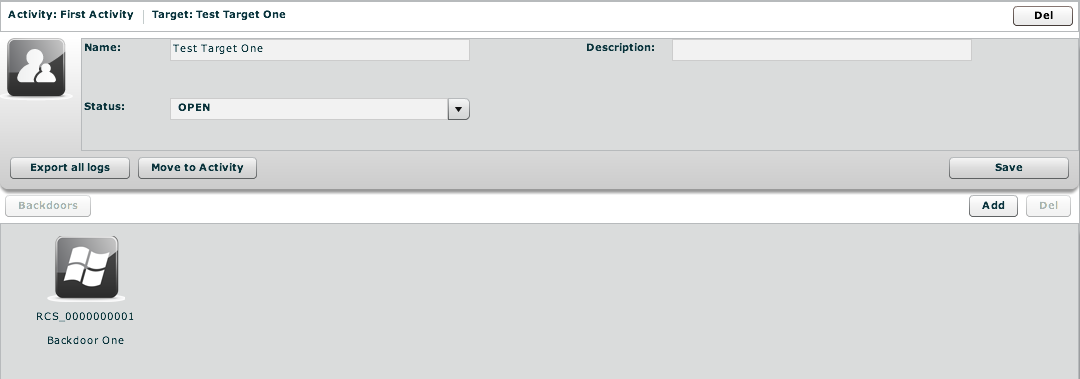 Activity: First Activity Target: Test Target One Del
Name: Test Target One Description:
Status: OPEN
Export all logs Move to Activity Save
Backdoors Add Del
RCS_0000000001
Backdoor One